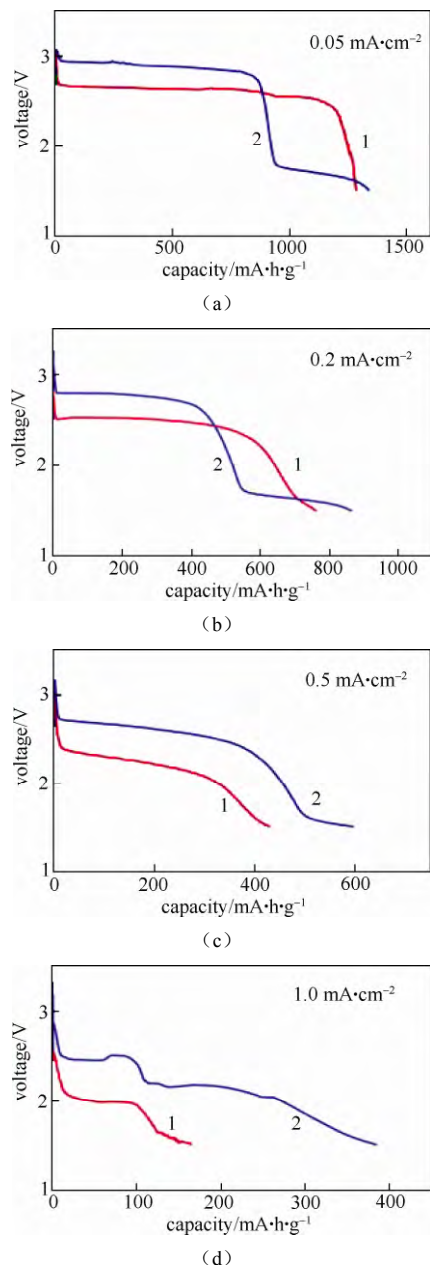 0.05 mA•cm⁻²
voltage/V
3
2
1
2
1
0
500
1000
1500
capacity/mA•h•g⁻¹
（a）
0.2 mA•cm⁻²
voltage/V
3
2
1
2
1
0
200
400
600
800
1000
capacity/mA•h•g⁻¹
（b）
0.5 mA•cm⁻²
voltage/V
3
2
1
1
2
0
200
400
600
capacity/mA•h•g⁻¹
（c）
1.0 mA•cm⁻²
voltage/V
3
2
1
1
2
0
100
200
300
400
capacity/mA•h•g⁻¹
（d）